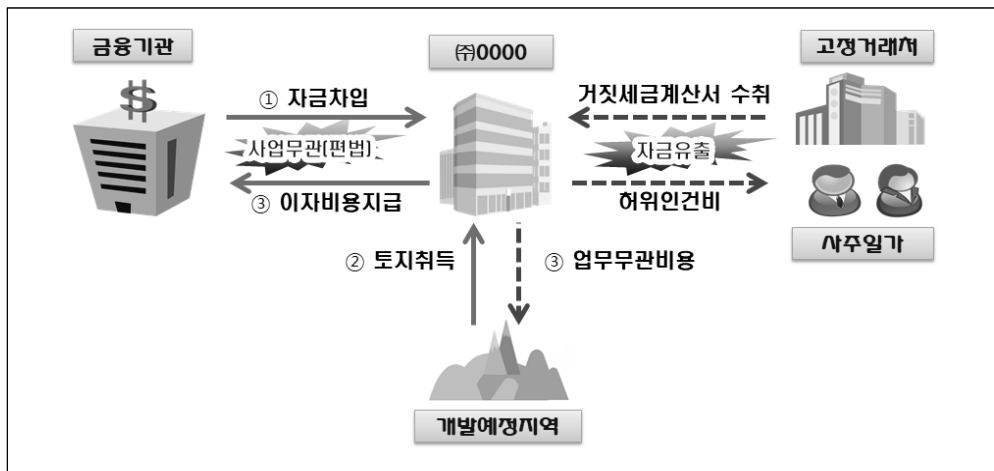 금융기관
㈜0000
고정거래처
$
① 자금차입
거짓세금계산서 수취
사업무관(편법)
자금유출
③ 이자비용지급
허위인건비
사주일가
② 토지취득
③ 업무무관비용
개발예정지역